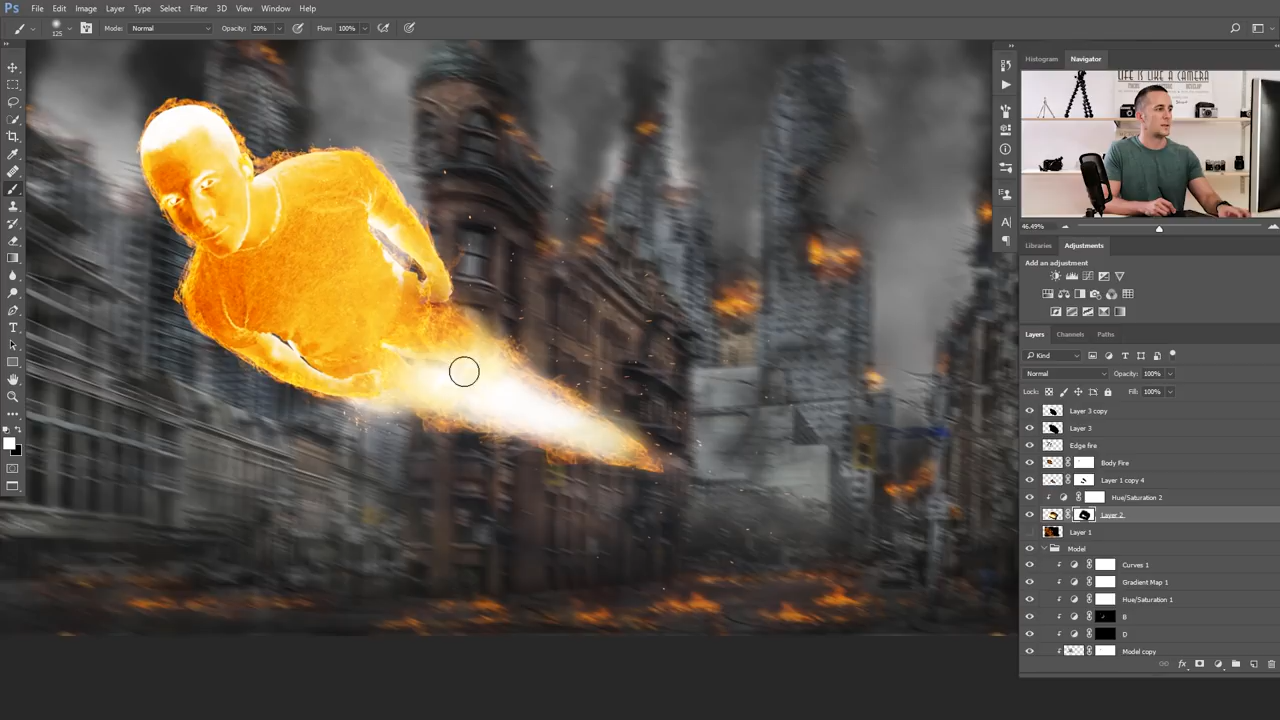 Ps File Edit Image Layer Type Select Filter 3D View Window Help
125 Mode: Normal Opacity: 20% Flow: 100%
Histogram Navigator
LIFE IS LIKE A CAMERA
46.49%
Libraries Adjustments
Add an adjustment
Layers Channels Paths
Kind
Normal Opacity: 100%
Lock: Fill: 100%
Layer 3 copy
Layer 3
Edge fire
Body Fire
Layer 1 copy 4
Hue/Saturation 2
Layer 2
Layer 1
Model
Curves 1
Gradient Map 1
Hue/Saturation 1
B
D
Model copy
fx